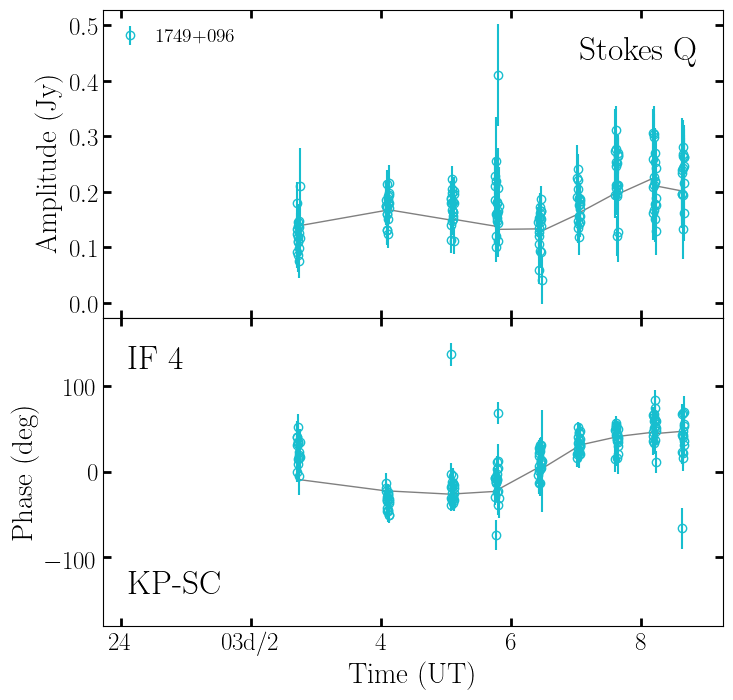 1749+096
Stokes Q
0.5
0.4
0.3
0.2
0.1
0.0
Amplitude (Jy)
IF 4
100
0
−100
Phase (deg)
KP-SC
24 03d/2 4 6 8
Time (UT)